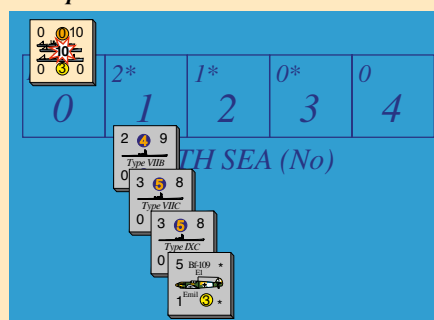 0 0 10
10
0 3 0
2* 1* 0* 0
0 1 2 3 4
TH SEA (No)
2 4 9
Type VIIB
0
3 5 8
Type VIIC
0
3 5 8
Type IXC
0
5 Bf-109 *
E1
Emil
1 3 *